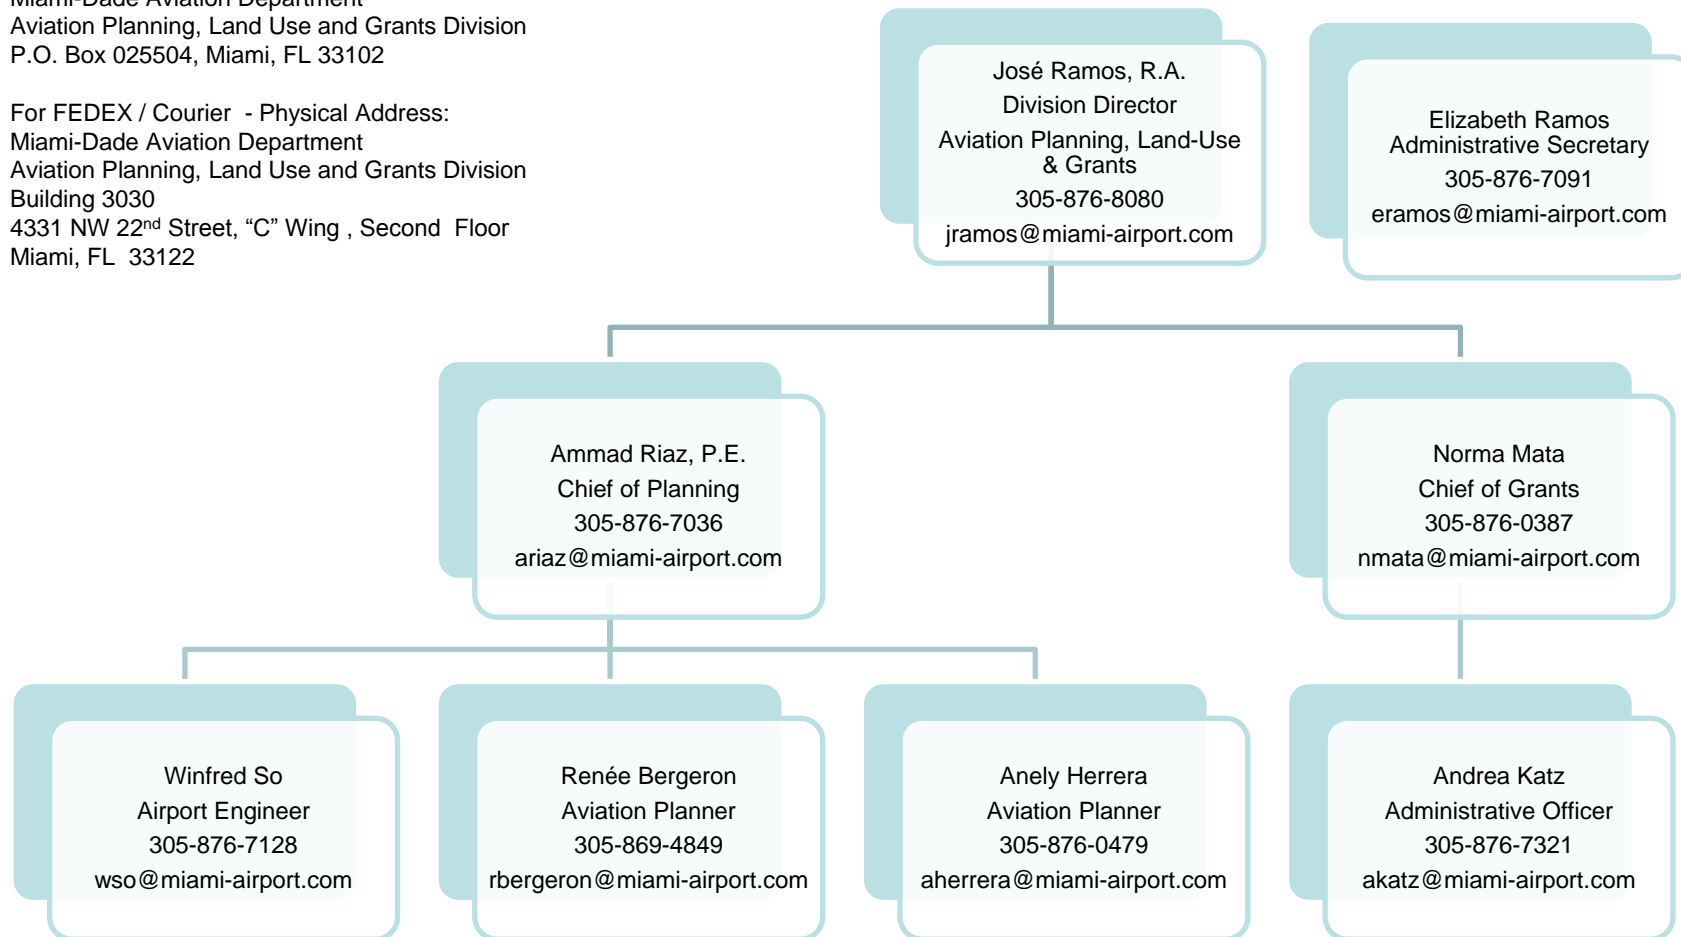 Miami-Dade Aviation Department
Aviation Planning, Land Use and Grants Division
P.O. Box 025504, Miami, FL 33102
For FEDEX / Courier - Physical Address:
Miami-Dade Aviation Department
Aviation Planning, Land Use and Grants Division
Building 3030
4331 NW 22nd Street, “C” Wing , Second Floor
Miami, FL 33122
José Ramos, R.A.
Division Director
Aviation Planning, Land-Use
& Grants
305-876-8080
jramos@miami-airport.com
Elizabeth Ramos
Administrative Secretary
305-876-7091
eramos@miami-airport.com
Ammad Riaz, P.E.
Chief of Planning
305-876-7036
ariaz@miami-airport.com
Norma Mata
Chief of Grants
305-876-0387
nmata@miami-airport.com
Winfred So
Airport Engineer
305-876-7128
wso@miami-airport.com
Renée Bergeron
Aviation Planner
305-869-4849
rbergeron@miami-airport.com
Anely Herrera
Aviation Planner
305-876-0479
aherrera@miami-airport.com
Andrea Katz
Administrative Officer
305-876-7321
akatz@miami-airport.com